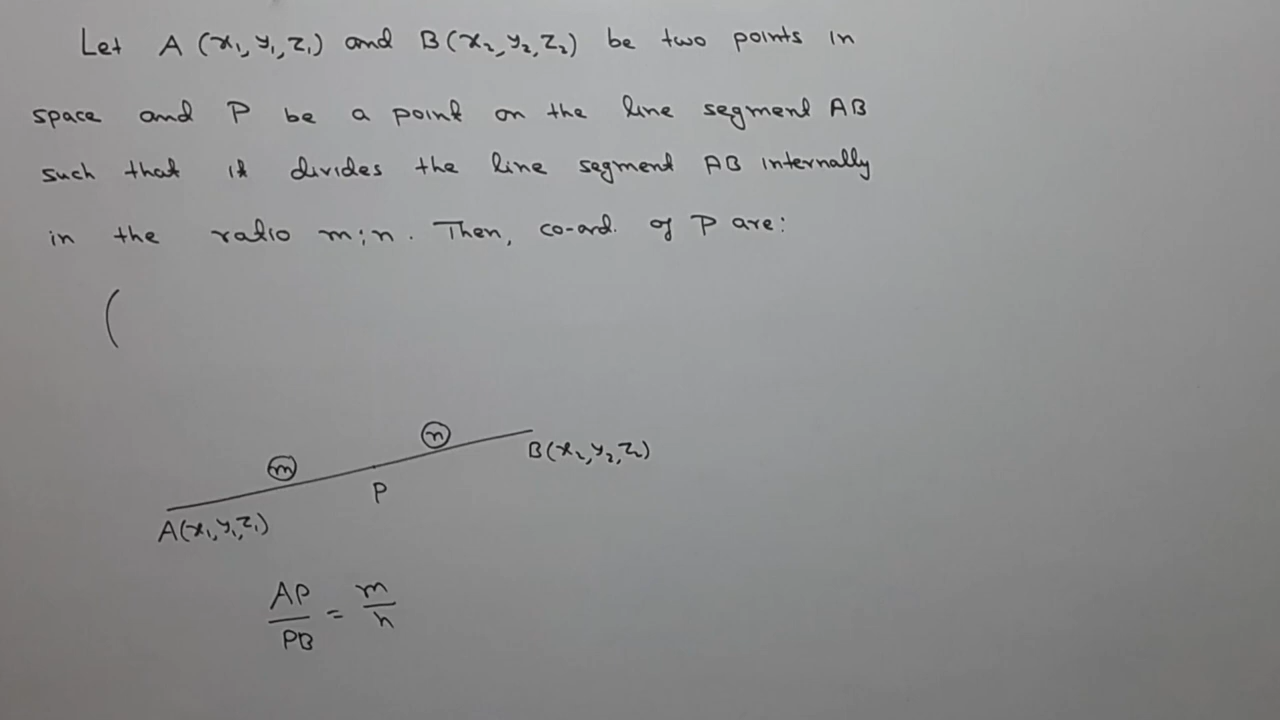 Let A (x₁, y₁, z₁) and B(x₂, y₂, z₂) be two points in
space and P be a point on the line segment AB
such that it divides the line segment AB internally
in the ratio m:n. Then, co-ord. of P are:
(
n
m
B(x₂, y₂, z₂)
P
A(x₁, y₁, z₁)
AP/PB = m/n